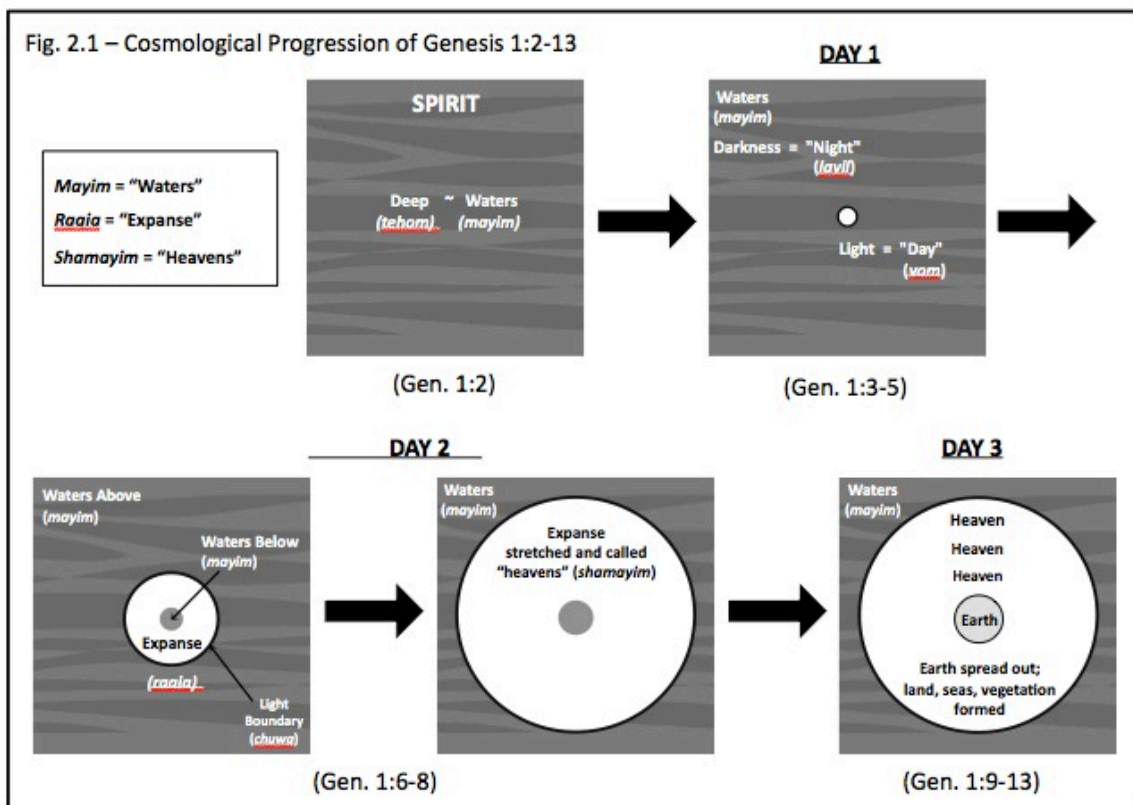 Fig. 2.1 – Cosmological Progression of Genesis 1:2-13
Mayim = “Waters”
Raqia = “Expanse”
Shamayim = “Heavens”
SPIRIT
Deep ~ Waters
(tehom) (mayim)
(Gen. 1:2)
DAY 1
Waters
(mayim)
Darkness = "Night"
(layil)
Light = "Day"
(yom)
(Gen. 1:3-5)
DAY 2
Waters Above
(mayim)
Waters Below
(mayim)
Expanse
(raqia)
Light
Boundary
(chuwg)
Waters
(mayim)
Expanse
stretched and called
“heavens” (shamayim)
(Gen. 1:6-8)
DAY 3
Waters
(mayim)
Heaven
Heaven
Heaven
Earth
Earth spread out;
land, seas, vegetation
formed
(Gen. 1:9-13)